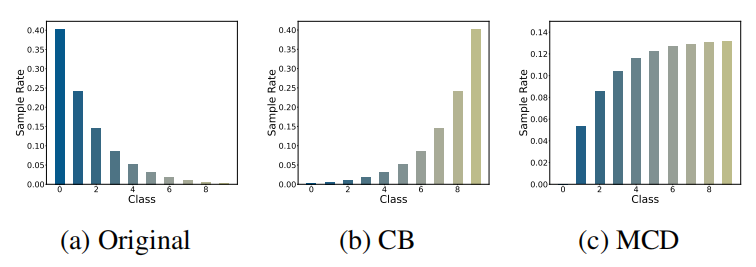 0.40
0.35
0.30
0.25
0.20
0.15
0.10
0.05
0.00
Sample Rate
0 2 4 6 8
Class
(a) Original
0.40
0.35
0.30
0.25
0.20
0.15
0.10
0.05
0.00
Sample Rate
0 2 4 6 8
Class
(b) CB
0.14
0.12
0.10
0.08
0.06
0.04
0.02
0.00
Sample Rate
0 2 4 6 8
Class
(c) MCD